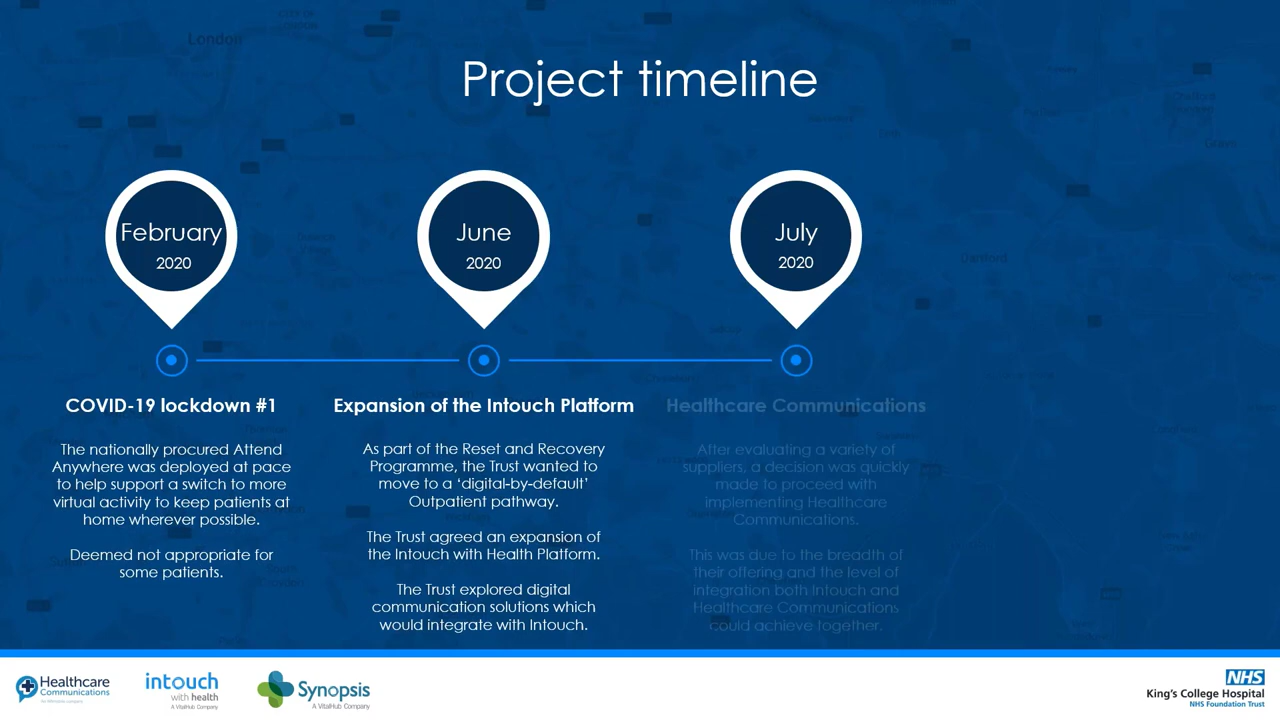 Project timeline
February
2020
June
2020
July
2020
COVID-19 lockdown #1
The nationally procured Attend
Anywhere was deployed at pace
to help support a switch to more
virtual activity to keep patients at
home wherever possible.
Deemed not appropriate for
some patients.
Expansion of the Intouch Platform
As part of the Reset and Recovery
Programme, the Trust wanted to
move to a ‘digital-by-default’
Outpatient pathway.
The Trust agreed an expansion of
the Intouch with Health Platform.
The Trust explored digital
communication solutions which
would integrate with Intouch.
Healthcare Communications
After evaluating a variety of
suppliers, a decision was quickly
made to proceed with
implementing Healthcare
Communications.
This was due to the breadth of
their offering and the level of
integration both Intouch and
Healthcare Communications
could achieve together.
London
Dartford
Healthcare
Communications
intouch
with health
A VitalHub Company
Synopsis
A VitalHub Company
NHS
King's College Hospital
NHS Foundation Trust